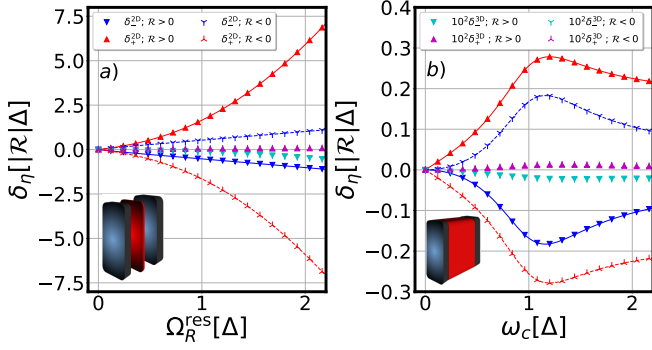 δ₋²ᴰ; ℛ > 0
δ₋²ᴰ; ℛ < 0
δ₊²ᴰ; ℛ > 0
δ₊²ᴰ; ℛ < 0
a)
7.5
5.0
2.5
0.0
−2.5
−5.0
−7.5
δ_η[|ℛ|Δ]
0
1
2
Ω_R^res[Δ]
10²δ₋³ᴰ; ℛ > 0
10²δ₋³ᴰ; ℛ < 0
10²δ₊³ᴰ; ℛ > 0
10²δ₊³ᴰ; ℛ < 0
b)
0.4
0.3
0.2
0.1
0.0
−0.1
−0.2
−0.3
δ_η[|ℛ|Δ]
0
1
2
ω_c[Δ]